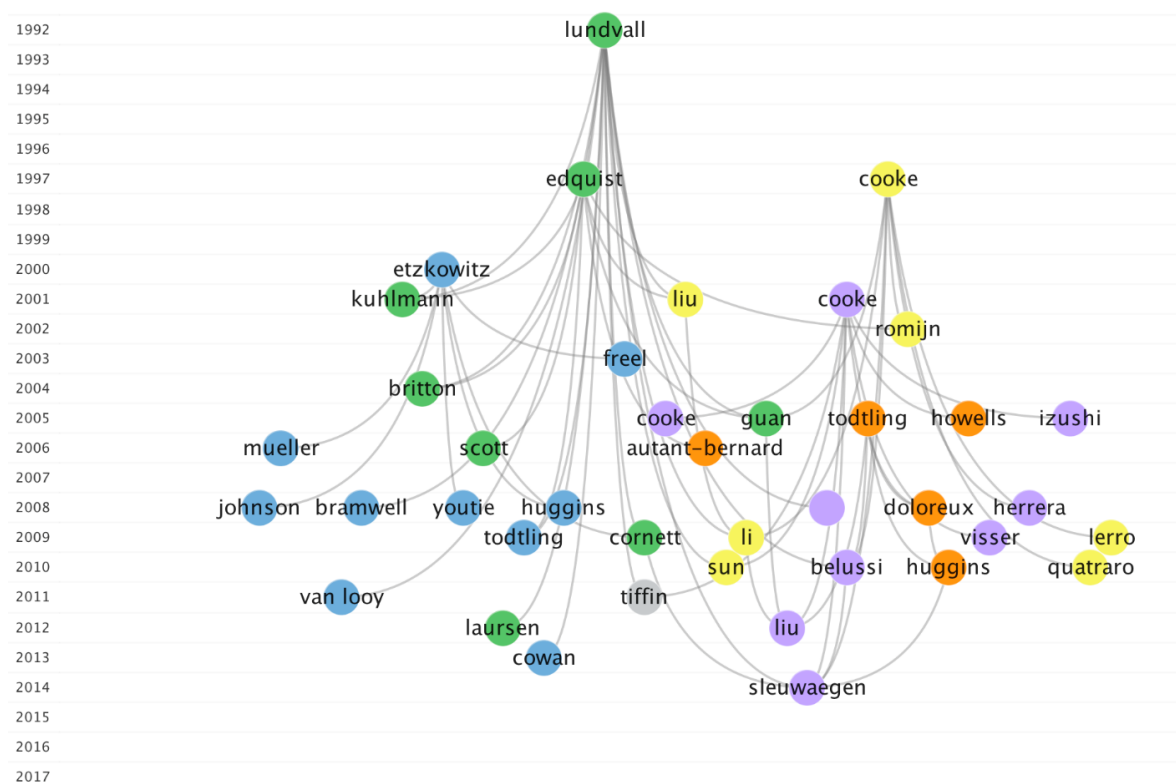 1992 lundvall
1993
1994
1995
1996
1997 edquist cooke
1998
1999
2000 etzkowitz
2001 kuhlmann liu cooke
2002 romijn
2003 freel
2004 britton
2005 cooke guan todtling howells izushi
2006 mueller scott autant-bernard
2007
2008 johnson bramwell youtie huggins doloreux herrera
2009 todtling cornett li visser lerro
2010 sun belussi huggins quatraro
2011 van looy tiffin
2012 laursen liu
2013 cowan
2014 sleuwaegen
2015
2016
2017